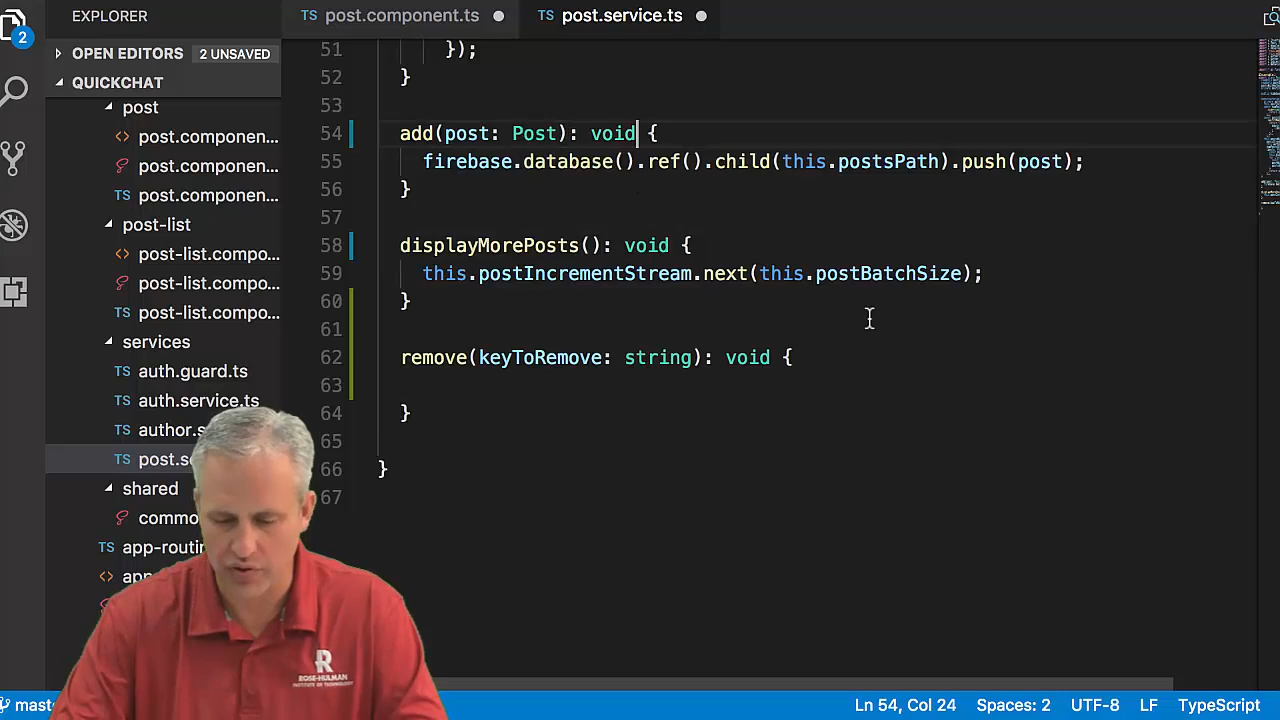 EXPLORER
TS post.component.ts
TS post.service.ts
2
OPEN EDITORS 2 UNSAVED
QUICKCHAT
post
<> post.componen...
post.componen...
TS post.componen...
post-list
<> post-list.compo...
post-list.compo...
TS post-list.compo...
services
TS auth.guard.ts
TS auth.service.ts
TS author.s
TS post.se
shared
commo
TS app-routin
<> app
51 });
52 }
53
54 add(post: Post): void {
55 firebase.database().ref().child(this.postsPath).push(post);
56 }
57
58 displayMorePosts(): void {
59 this.postIncrementStream.next(this.postBatchSize);
60 }
61
62 remove(keyToRemove: string): void {
63
64 }
65
66 }
67
R
ROSE-HULMAN
INSTITUTE OF TECHNOLOGY
mast
Ln 54, Col 24 Spaces: 2 UTF-8 LF TypeScript